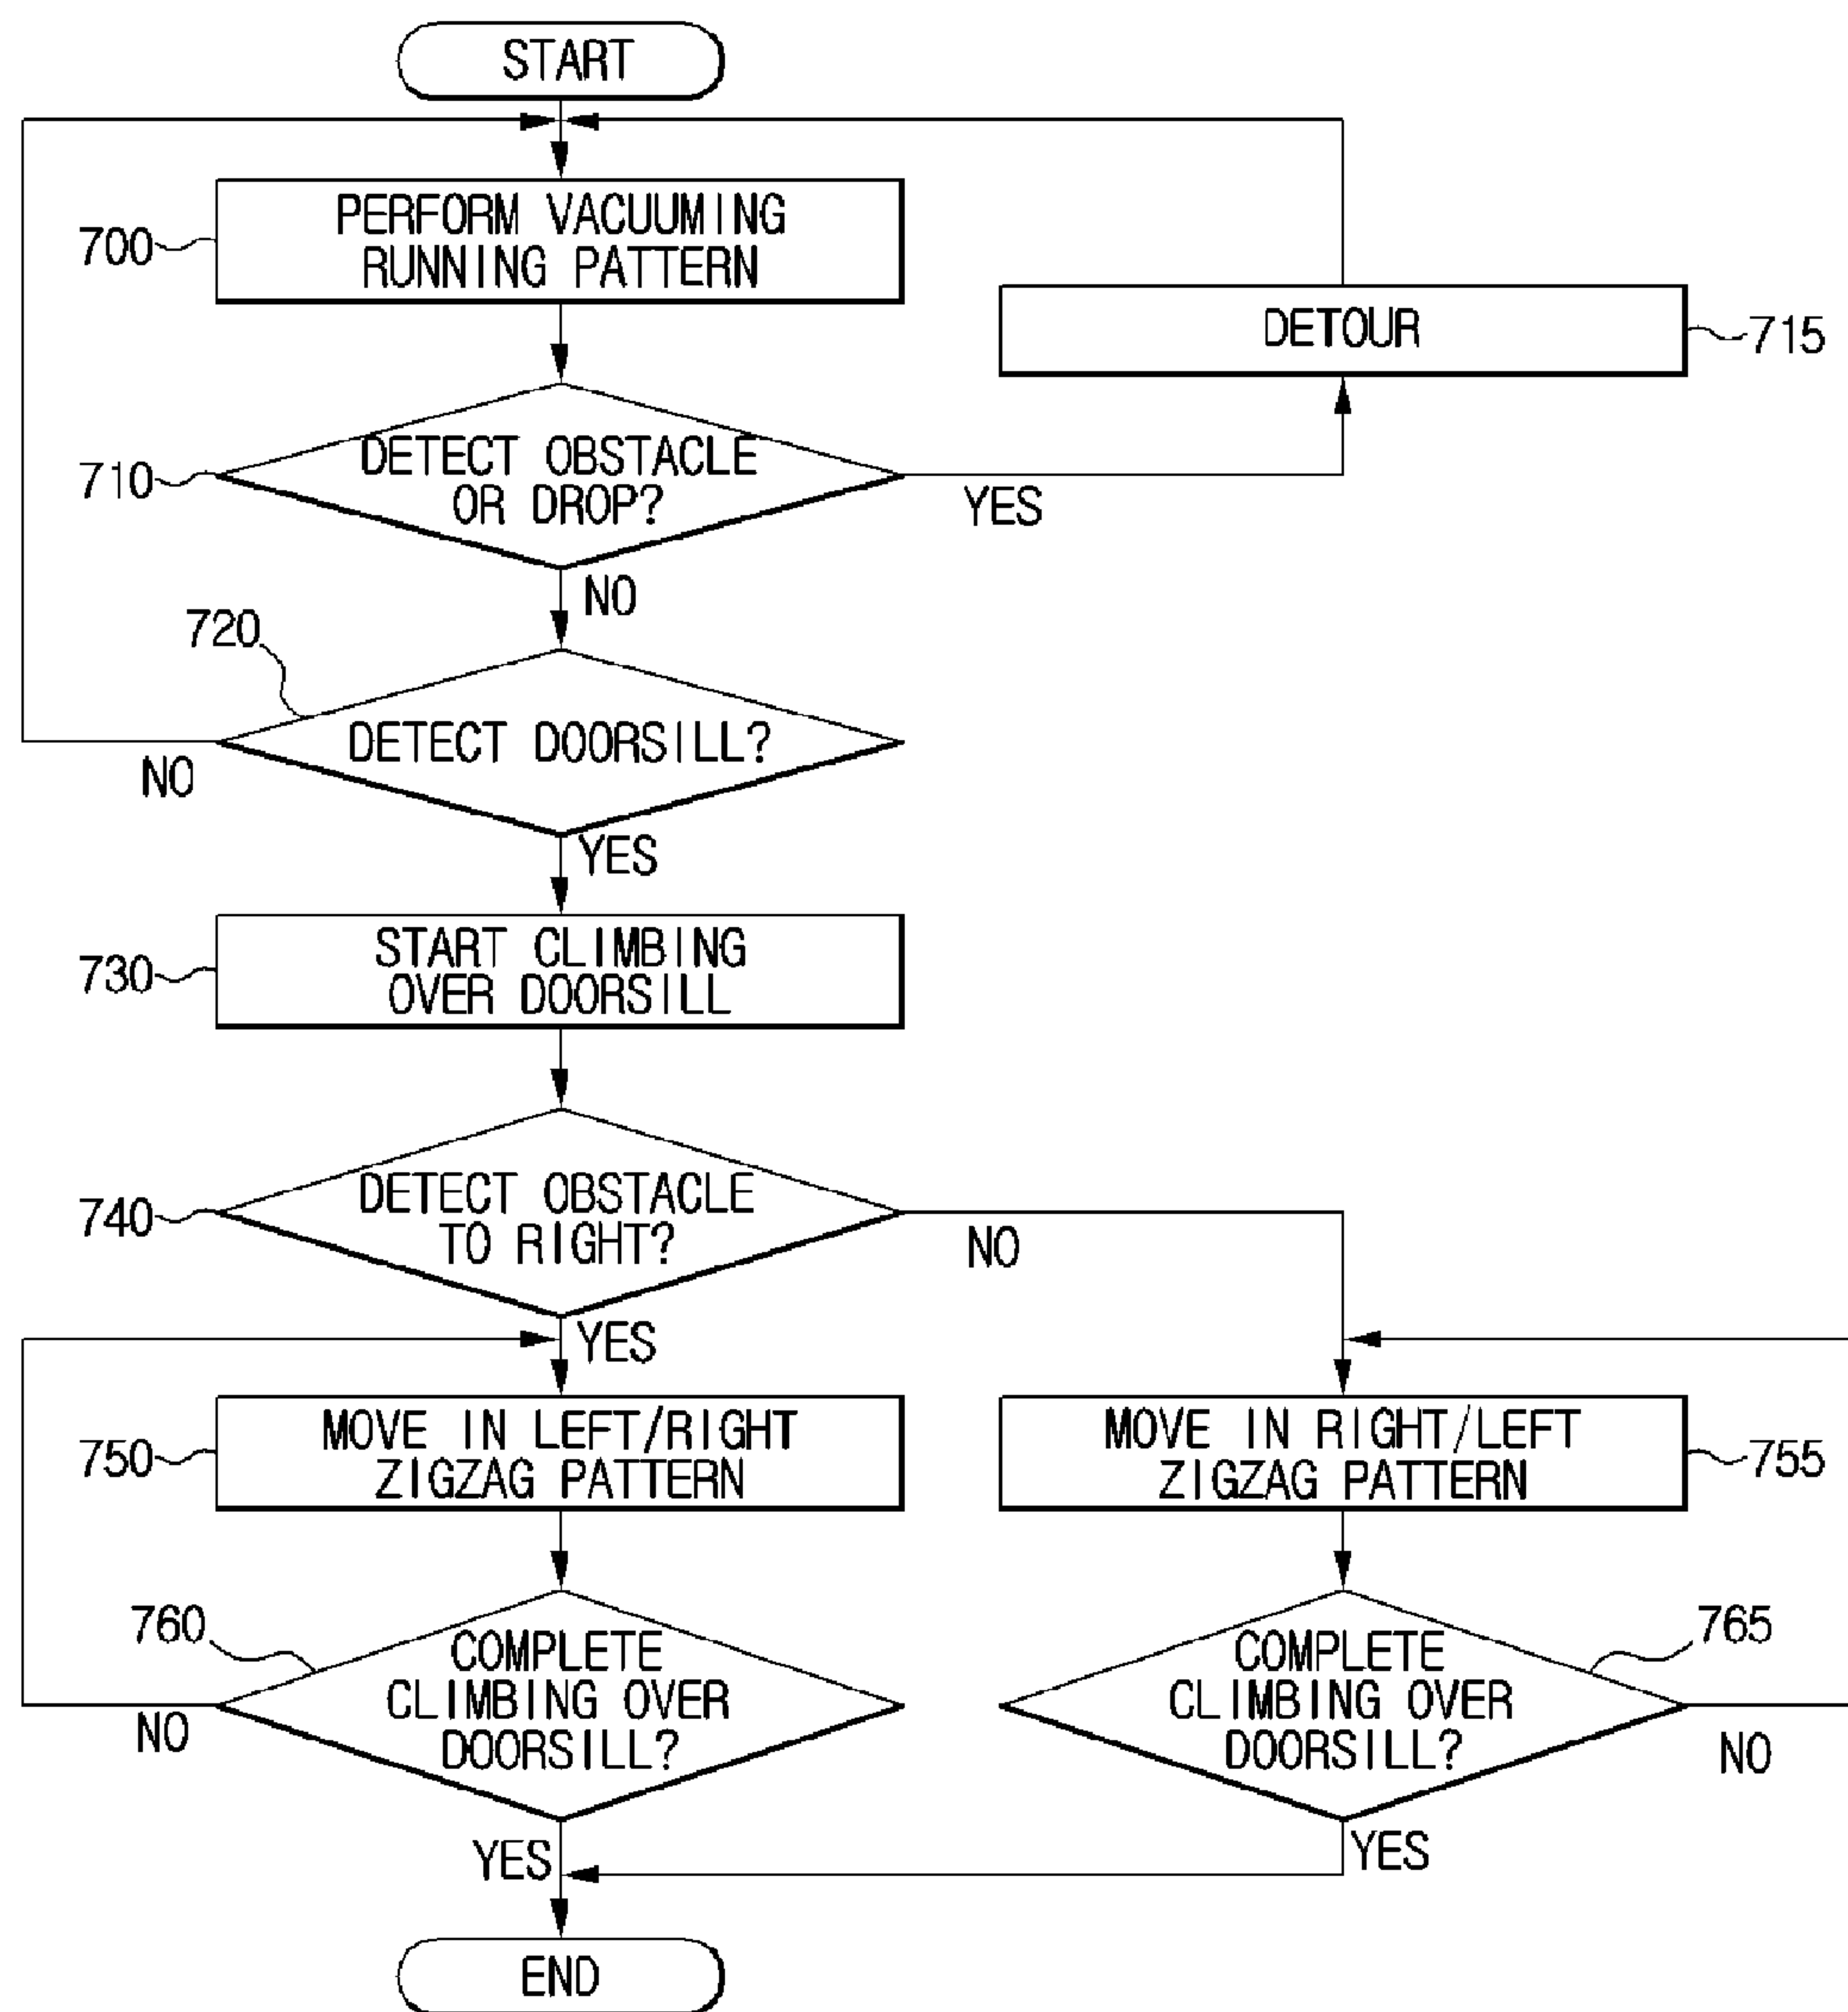 START
700
PERFORM VACUUMING
RUNNING PATTERN
DETOUR
715
710
DETECT OBSTACLE
OR DROP?
YES
NO
720
DETECT DOORSILL?
NO
YES
730
START CLIMBING
OVER DOORSILL
740
DETECT OBSTACLE
TO RIGHT?
NO
YES
750
MOVE IN LEFT/RIGHT
ZIGZAG PATTERN
MOVE IN RIGHT/LEFT
ZIGZAG PATTERN
755
760
COMPLETE
CLIMBING OVER
DOORSILL?
NO
YES
COMPLETE
CLIMBING OVER
DOORSILL?
765
NO
YES
END